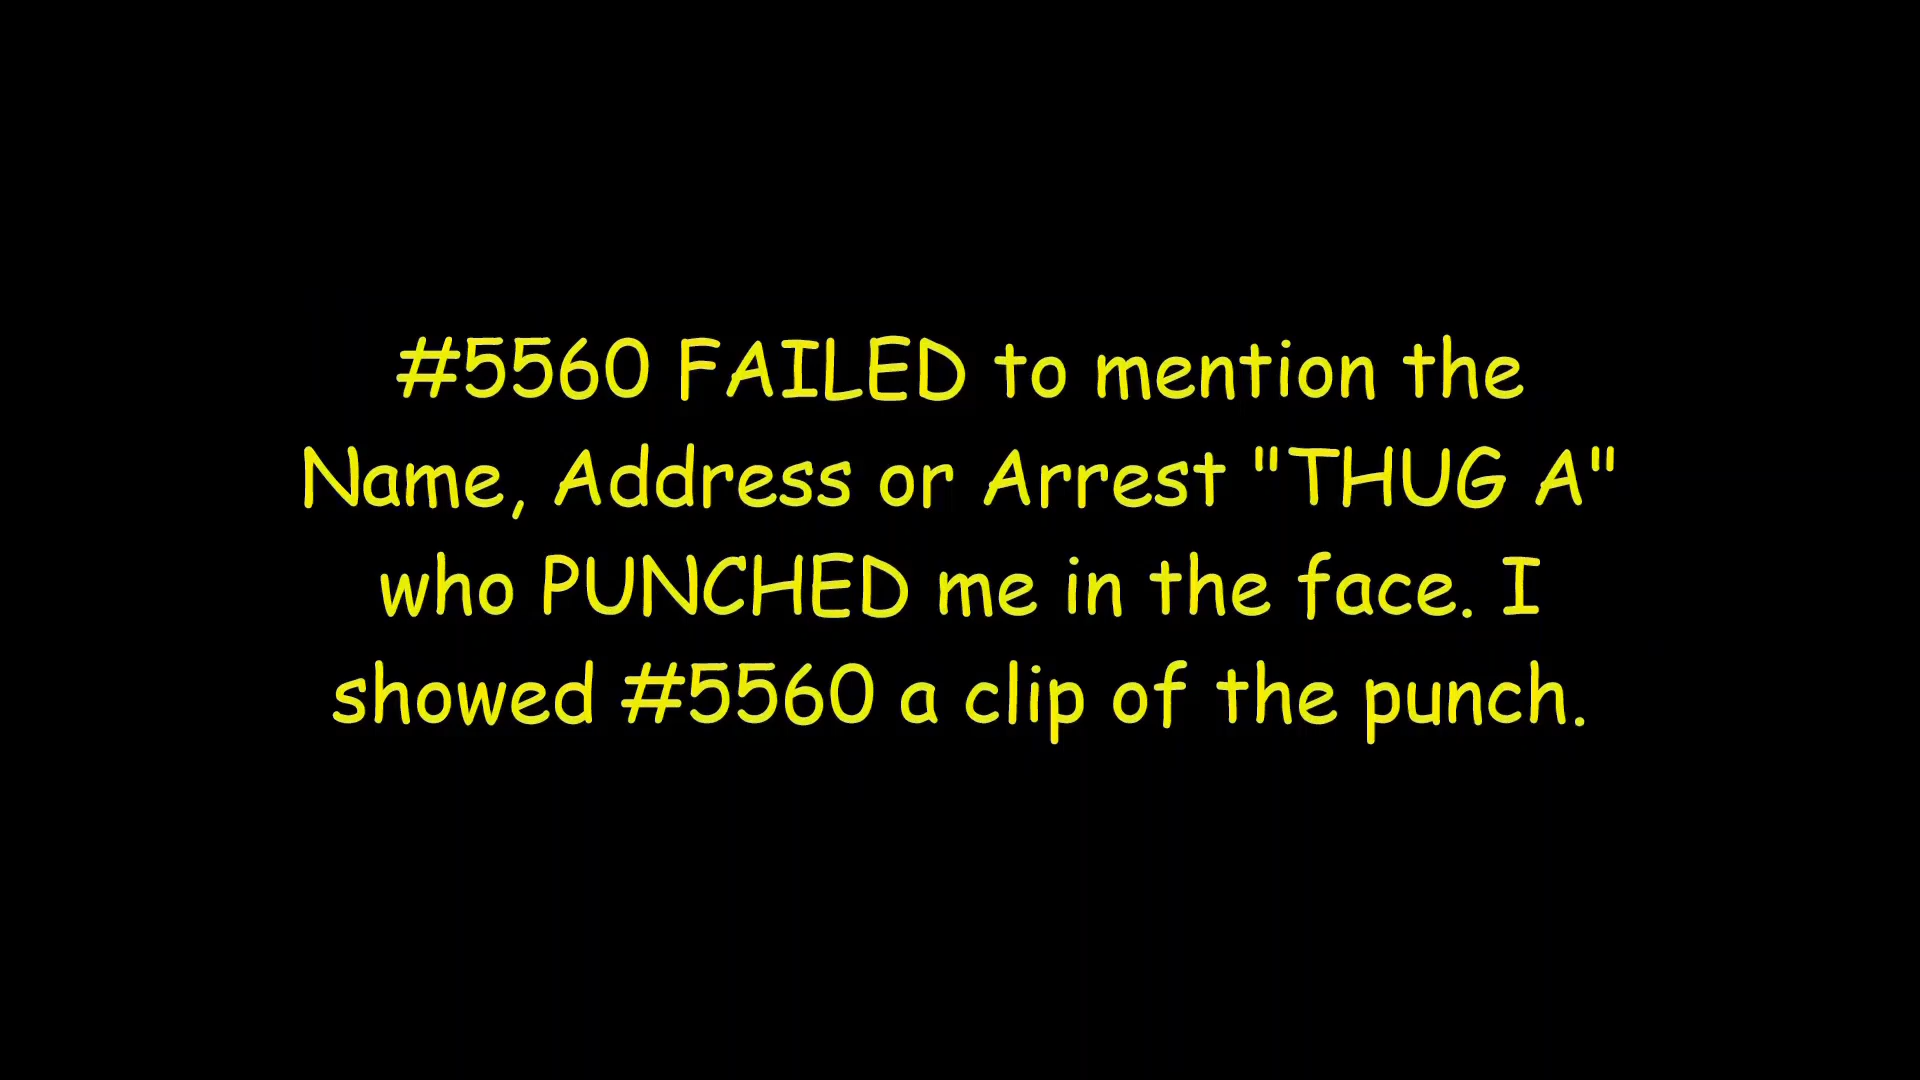 #5560 FAILED to mention the
Name, Address or Arrest "THUG A"
who PUNCHED me in the face. I
showed #5560 a clip of the punch.